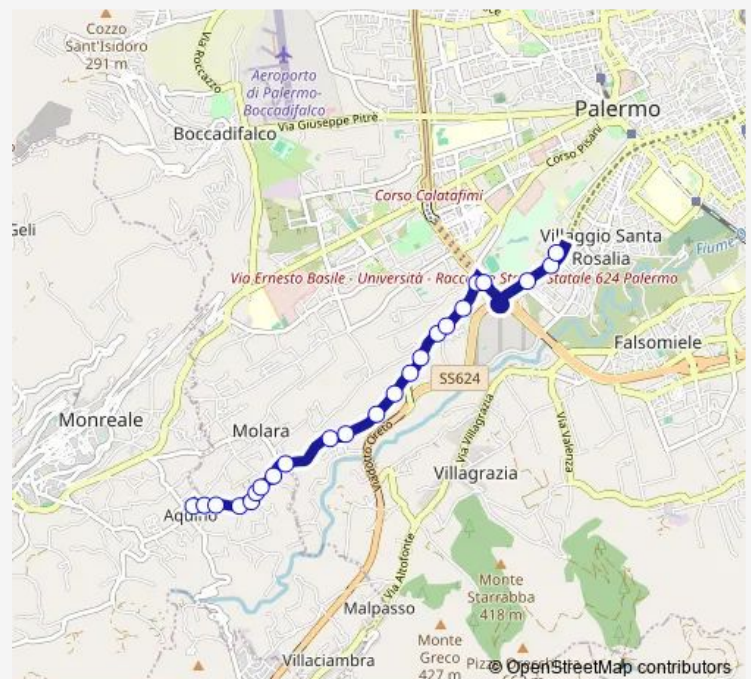 Cozzo
Sant'Isidoro
291 m
Via Roccazzo
Aeroporto
di Palermo-
Boccadifalco
Boccadifalco
Via Giuseppe Pitrè
Palermo
Corso Pisani
Corso Calatafimi
Geli
Villaggio Santa
Rosalia
Fiume O
Via Ernesto Basile - Università - Racco
Statale 624 Palermo
Falsomiele
SS624
Monreale
Molara
Viadotto Oreto
Via Villagrazia
Via Valenza
Villagrazia
Aquino
Via Altofonte
Monte
Starrabba
418 m
Malpasso
Monte
Greco
427 m
Villaciambra
© OpenStreetMap contributors